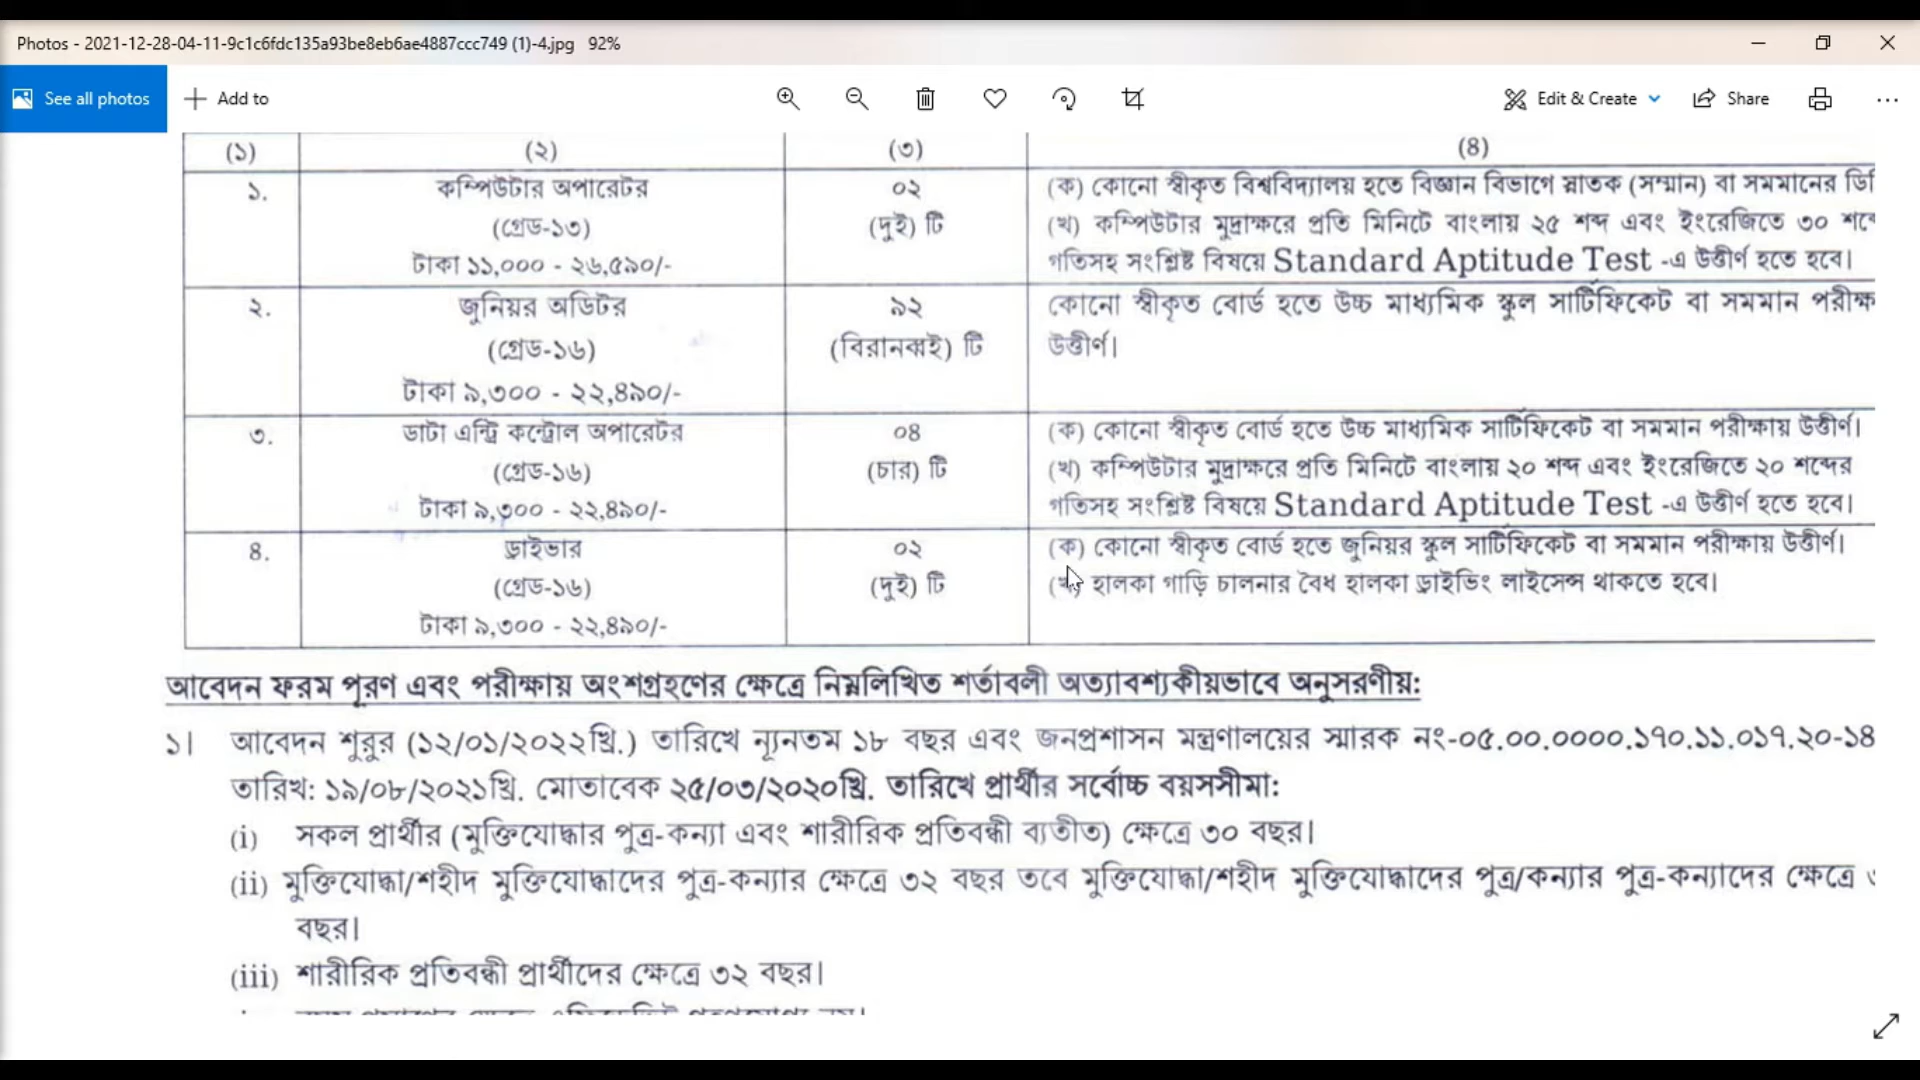 Photos - 2021-12-28-04-11-9c1c6fdc135a93be8eb6ae4887ccc749 (1)-4.jpg 92%
See all photos
Add to
Edit & Create
Share
(১) (২) (৩) (৪)
১. কম্পিউটার অপারেটর ০২ (ক) কোনো স্বীকৃত বিশ্ববিদ্যালয় হতে বিজ্ঞান বিভাগে স্নাতক (সম্মান) বা সমমানের
(গ্রেড-১৩) (দুই) টি (খ) কম্পিউটার মুদ্রাক্ষরে প্রতি মিনিটে বাংলায় ২৫ শব্দ এবং ইংরেজিতে ৩০
টাকা ১১,০০০ - ২৬,৫৯০/- গতিসহ সংশ্লিষ্ট বিষয়ে Standard Aptitude Test -এ উত্তীর্ণ হতে হবে।
২. জুনিয়র অডিটর ৯২ কোনো স্বীকৃত বোর্ড হতে উচ্চ মাধ্যমিক স্কুল সার্টিফিকেট বা সমমান
(গ্রেড-১৬) (বিরানব্বই) টি উত্তীর্ণ।
টাকা ৯,৩০০ - ২২,৪৯০/-
৩. ডাটা এন্ট্রি কন্ট্রোল অপারেটর ০৪ (ক) কোনো স্বীকৃত বোর্ড হতে উচ্চ মাধ্যমিক সার্টিফিকেট বা সমমান পরীক্ষায় উত্তীর্ণ।
(গ্রেড-১৬) (চার) টি (খ) কম্পিউটার মুদ্রাক্ষরে প্রতি মিনিটে বাংলায় ২০ শব্দ এবং ইংরেজিতে ২০ শব্দের
টাকা ৯,৩০০ - ২২,৪৯০/- গতিসহ সংশ্লিষ্ট বিষয়ে Standard Aptitude Test -এ উত্তীর্ণ হতে হবে।
৪. ড্রাইভার ০২ (ক) কোনো স্বীকৃত বোর্ড হতে জুনিয়র স্কুল সার্টিফিকেট বা সমমান পরীক্ষায় উত্তীর্ণ।
(গ্রেড-১৬) (দুই) টি (খ) হালকা গাড়ি চালনার বৈধ হালকা ড্রাইভিং লাইসেন্স থাকতে হবে।
টাকা ৯,৩০০ - ২২,৪৯০/-
আবেদন ফরম পূরণ এবং পরীক্ষায় অংশগ্রহণের ক্ষেত্রে নিম্নলিখিত শর্তাবলী অত্যাবশ্যকীয়ভাবে অনুসরণীয়:
১। আবেদন শুরুর (১২/০১/২০২২খ্রি.) তারিখে ন্যূনতম ১৮ বছর এবং জনপ্রশাসন মন্ত্রণালয়ের স্মারক নং-০৫.০০.০০০০.১৭০.১১.০১৭.২০-১৪
তারিখ: ১৯/০৮/২০২১খ্রি. মোতাবেক ২৫/০৩/২০২০খ্রি. তারিখে প্রার্থীর সর্বোচ্চ বয়সসীমা:
(i) সকল প্রার্থীর (মুক্তিযোদ্ধার পুত্র-কন্যা এবং শারীরিক প্রতিবন্ধী ব্যতীত) ক্ষেত্রে ৩০ বছর।
(ii) মুক্তিযোদ্ধা/শহীদ মুক্তিযোদ্ধাদের পুত্র-কন্যার ক্ষেত্রে ৩২ বছর তবে মুক্তিযোদ্ধা/শহীদ মুক্তিযোদ্ধাদের পুত্র/কন্যার পুত্র-কন্যাদের ক্ষেত্রে
বছর।
(iii) শারীরিক প্রতিবন্ধী প্রার্থীদের ক্ষেত্রে ৩২ বছর।